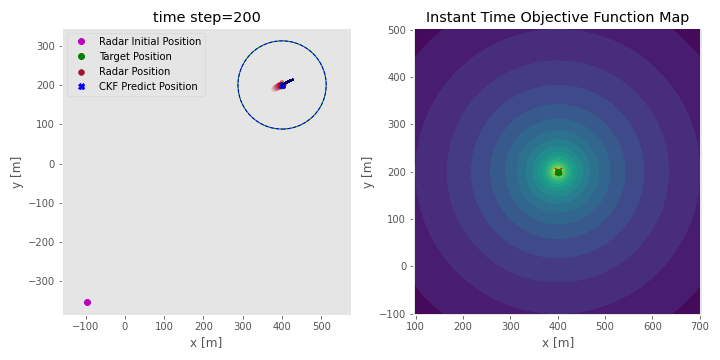 time step=200
Radar Initial Position
Target Position
Radar Position
CKF Predict Position
300
200
100
0
−100
−200
−300
y [m]
−100
0
100
200
300
400
500
x [m]
Instant Time Objective Function Map
500
400
300
200
100
0
−100
y [m]
100
200
300
400
500
600
700
x [m]